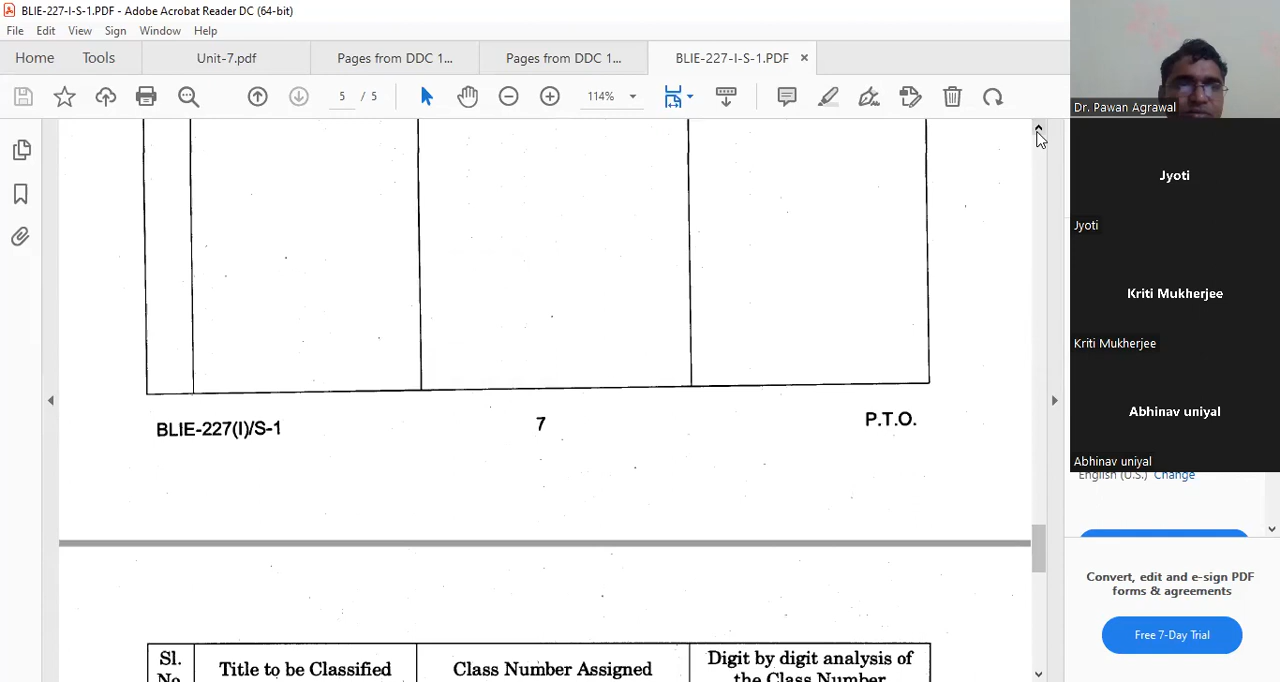 BLIE-227-I-S-1.PDF - Adobe Acrobat Reader DC (64-bit)
File Edit View Sign Window Help
Home Tools Unit-7.pdf Pages from DDC 1... Pages from DDC 1... BLIE-227-I-S-1.PDF ×
5 / 5 114%
Dr. Pawan Agrawal
Jyoti
Jyoti
Kriti Mukherjee
Kriti Mukherjee
Abhinav uniyal
Abhinav uniyal
BLIE-227(I)/S-1 7 P.T.O.
English (U.S.) Change
Convert, edit and e-sign PDF
forms & agreements
Free 7-Day Trial
Sl.
No.
Title to be Classified
Class Number Assigned
Digit by digit analysis of
the Class Number